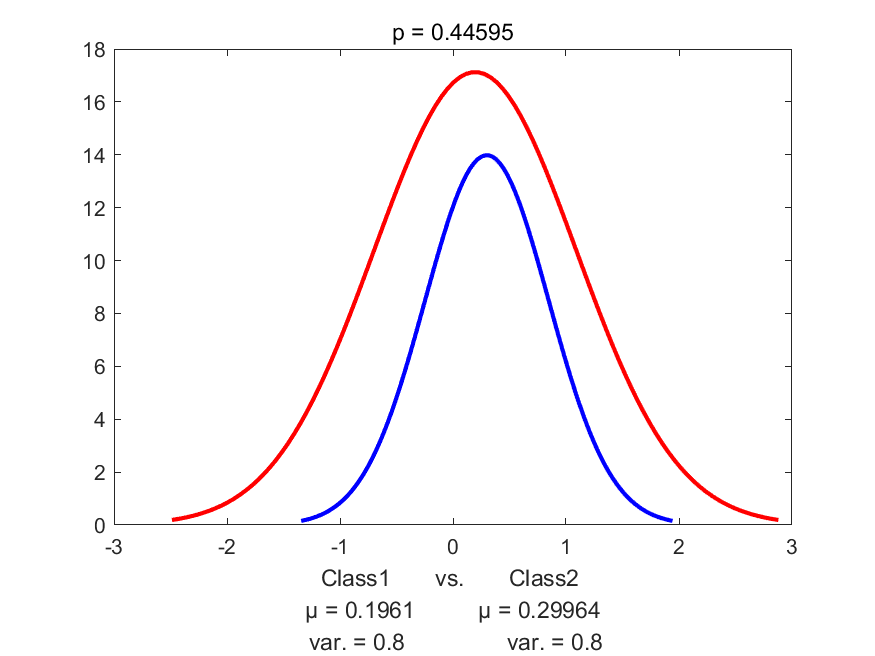 p = 0.44595
18
16
14
12
10
8
6
4
2
0
-3 -2 -1 0 1 2 3
Class1 vs. Class2
μ = 0.1961 μ = 0.29964
var. = 0.8 var. = 0.8